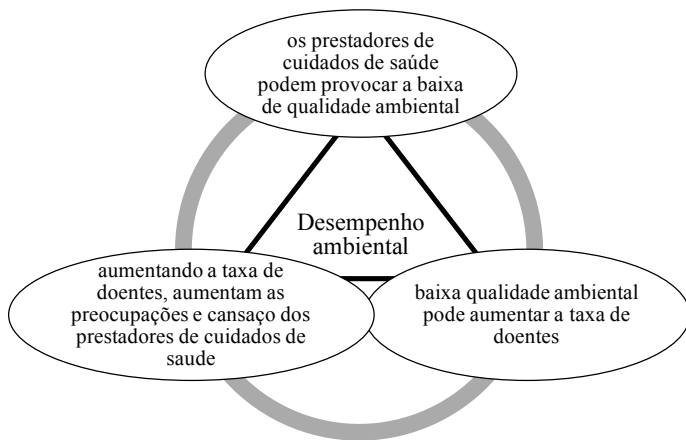 os prestadores de
cuidados de saúde
podem provocar a baixa
de qualidade ambiental
Desempenho
ambiental
aumentando a taxa de
doentes, aumentam as
preocupações e cansaço dos
prestadores de cuidados de
saude
baixa qualidade ambiental
pode aumentar a taxa de
doentes